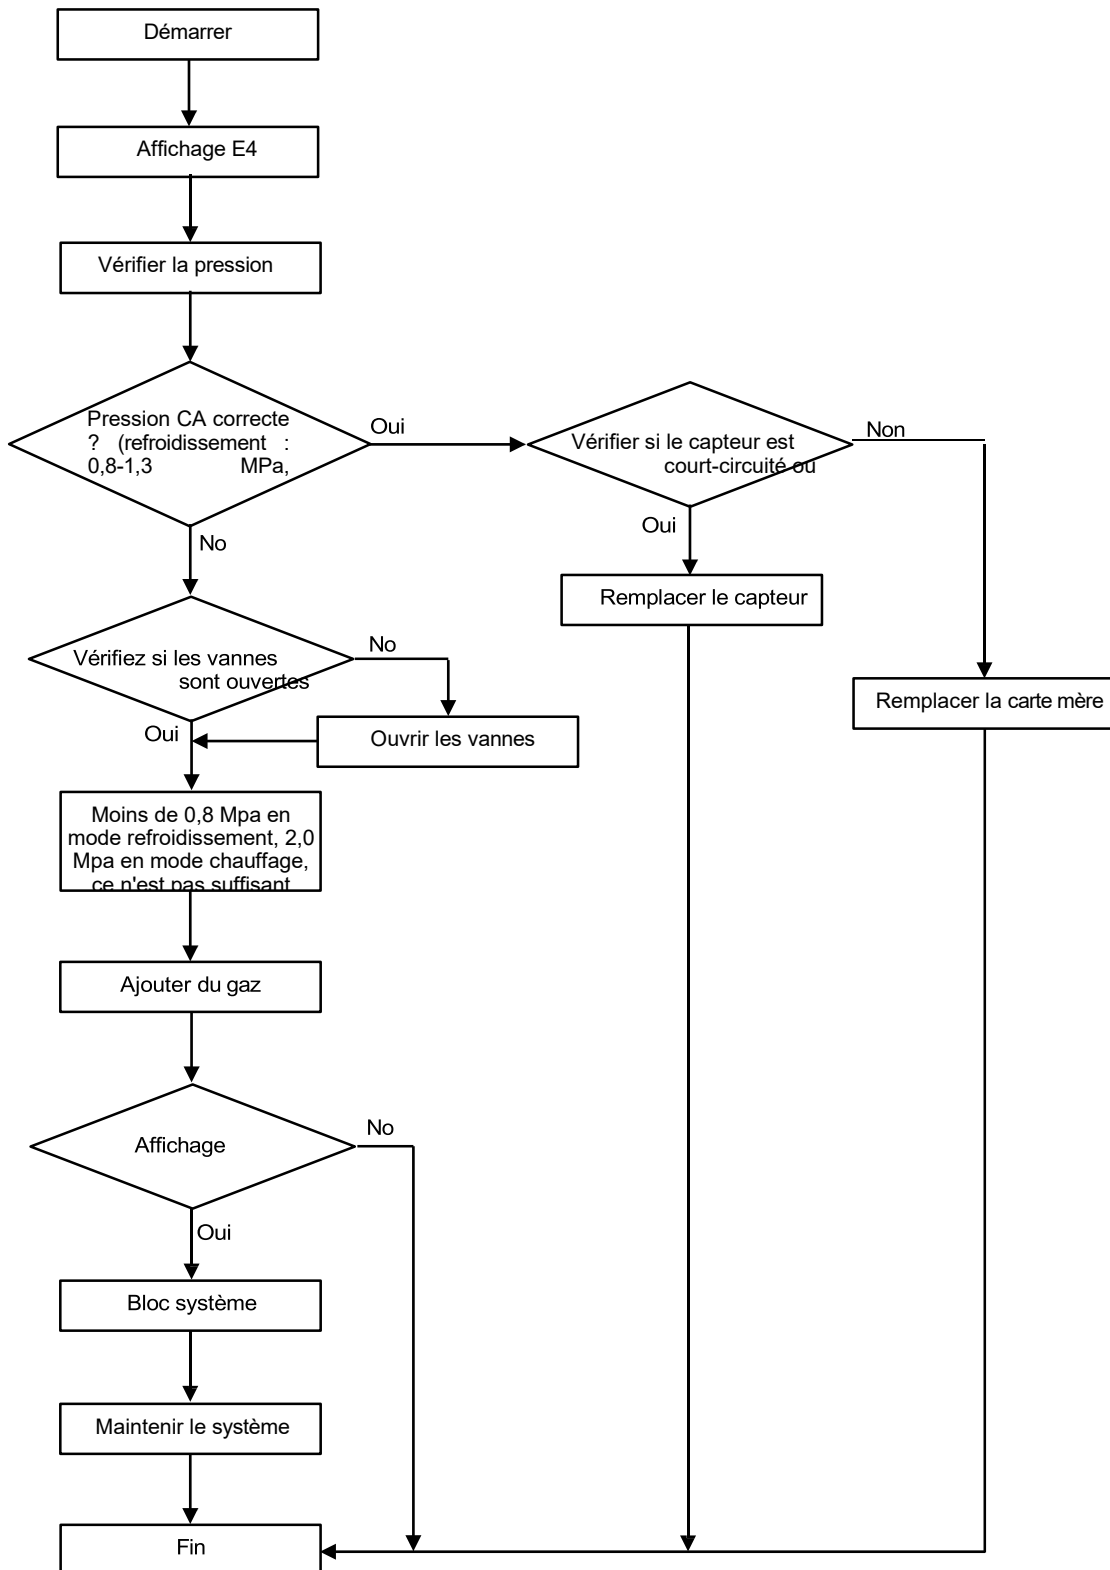 Démarrer
Affichage E4
Vérifier la pression
Pression CA correcte
? (refroidissement :
0,8-1,3 MPa,
Oui
Vérifier si le capteur est
court-circuité ou
Non
No
Oui
Remplacer le capteur
Vérifiez si les vannes
sont ouvertes
No
Remplacer la carte mère
Oui
Ouvrir les vannes
Moins de 0,8 Mpa en
mode refroidissement, 2,0
Mpa en mode chauffage,
ce n'est pas suffisant
Ajouter du gaz
Affichage
No
Oui
Bloc système
Maintenir le système
Fin